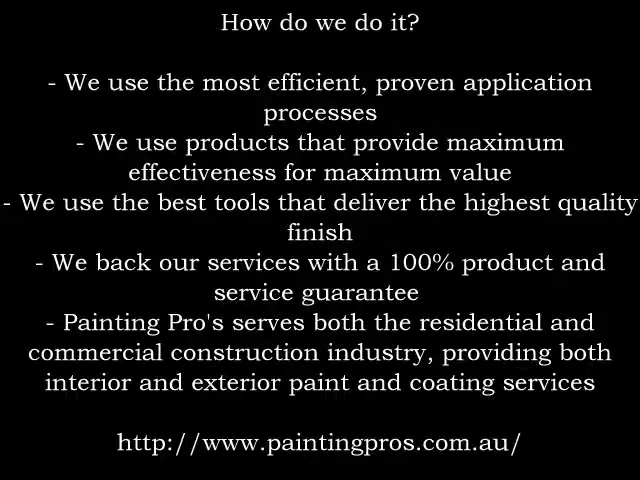 How do we do it?
- We use the most efficient, proven application
processes
- We use products that provide maximum
effectiveness for maximum value
- We use the best tools that deliver the highest quality
finish
- We back our services with a 100% product and
service guarantee
- Painting Pro's serves both the residential and
commercial construction industry, providing both
interior and exterior paint and coating services
http://www.paintingpros.com.au/